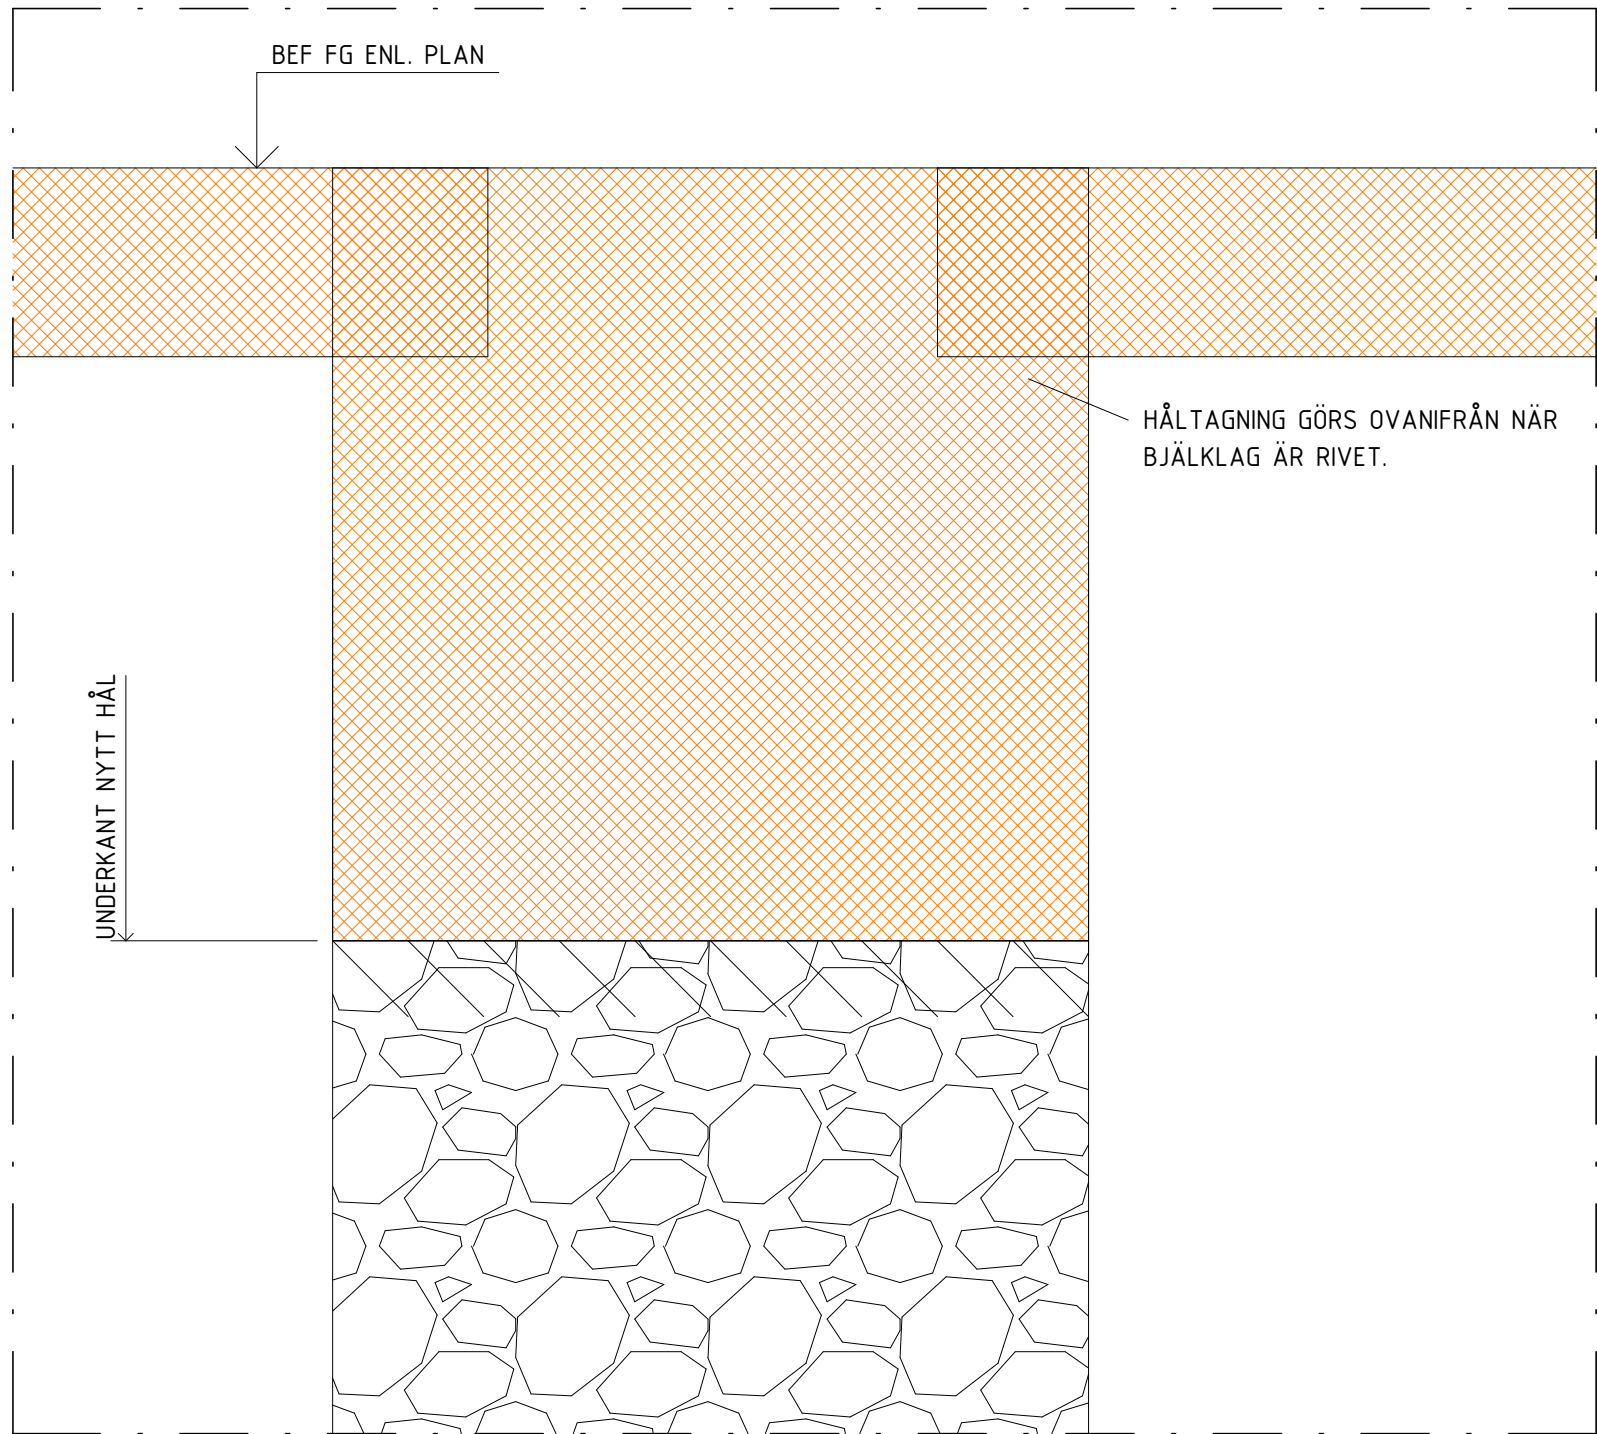 BEF FG ENL. PLAN
HÅLTAGNING GÖRS OVANIFRÅN NÄR
BJÄLKLAG ÄR RIVET.
UNDERKANT NYTT HÅL